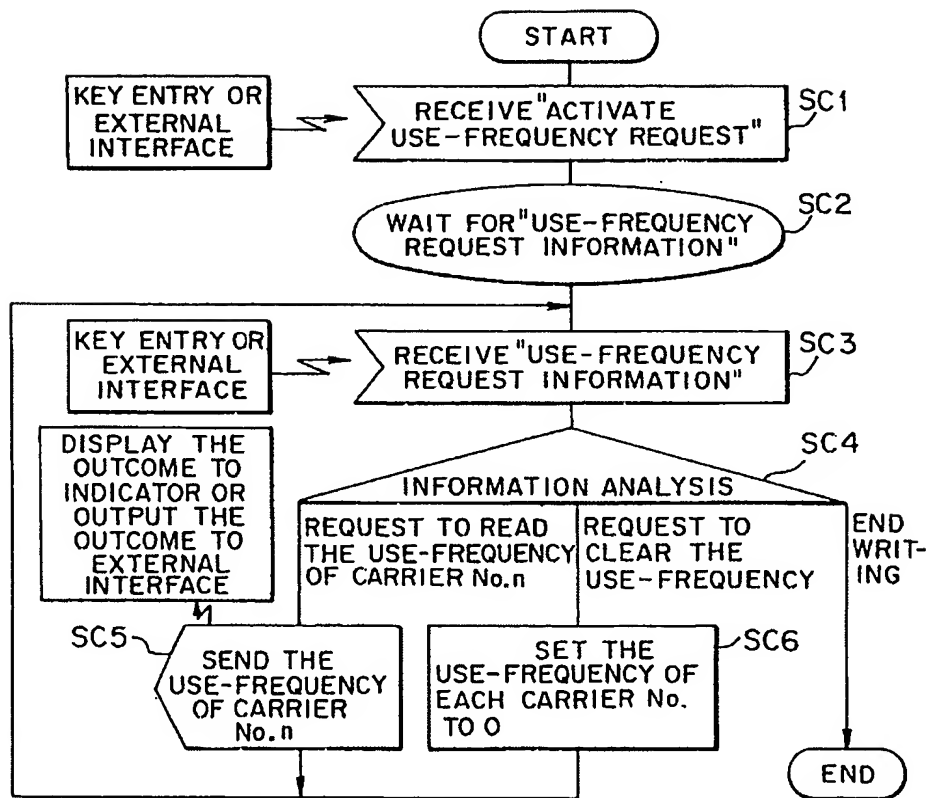 START
KEY ENTRY OR
EXTERNAL
INTERFACE
RECEIVE "ACTIVATE
USE-FREQUENCY REQUEST"
SC1
WAIT FOR "USE-FREQUENCY
REQUEST INFORMATION"
SC2
KEY ENTRY OR
EXTERNAL
INTERFACE
RECEIVE "USE-FREQUENCY
REQUEST INFORMATION"
SC3
DISPLAY THE
OUTCOME TO
INDICATOR OR
OUTPUT THE
OUTCOME TO
EXTERNAL
INTERFACE
SC4
INFORMATION ANALYSIS
REQUEST TO READ
THE USE-FREQUENCY
OF CARRIER No.n
REQUEST TO
CLEAR THE
USE-FREQUENCY
END
WRIT-
ING
SC5
SEND THE
USE-FREQUENCY
OF CARRIER
No.n
SC6
SET THE
USE-FREQUENCY OF
EACH CARRIER No.
TO 0
END